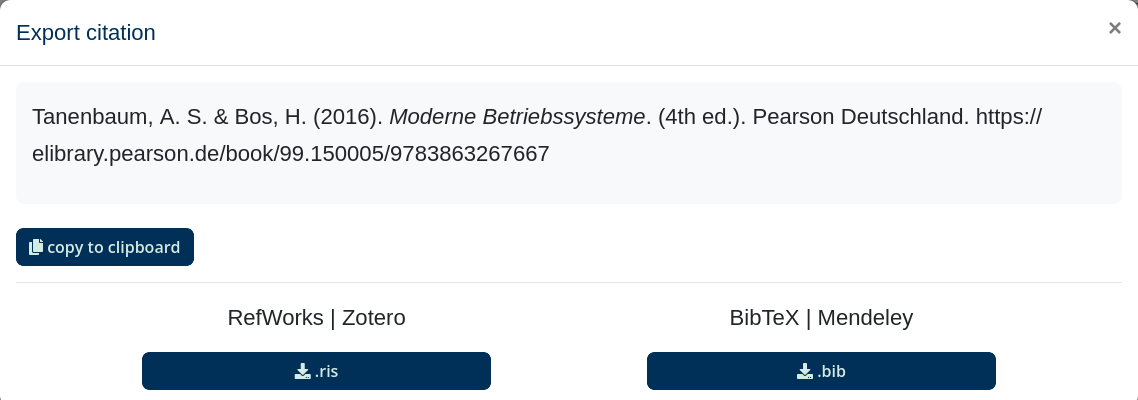 Export citation
×
Tanenbaum, A. S. & Bos, H. (2016). Moderne Betriebssysteme. (4th ed.). Pearson Deutschland. https://
elibrary.pearson.de/book/99.150005/9783863267667
copy to clipboard
RefWorks | Zotero
BibTeX | Mendeley
.ris
.bib